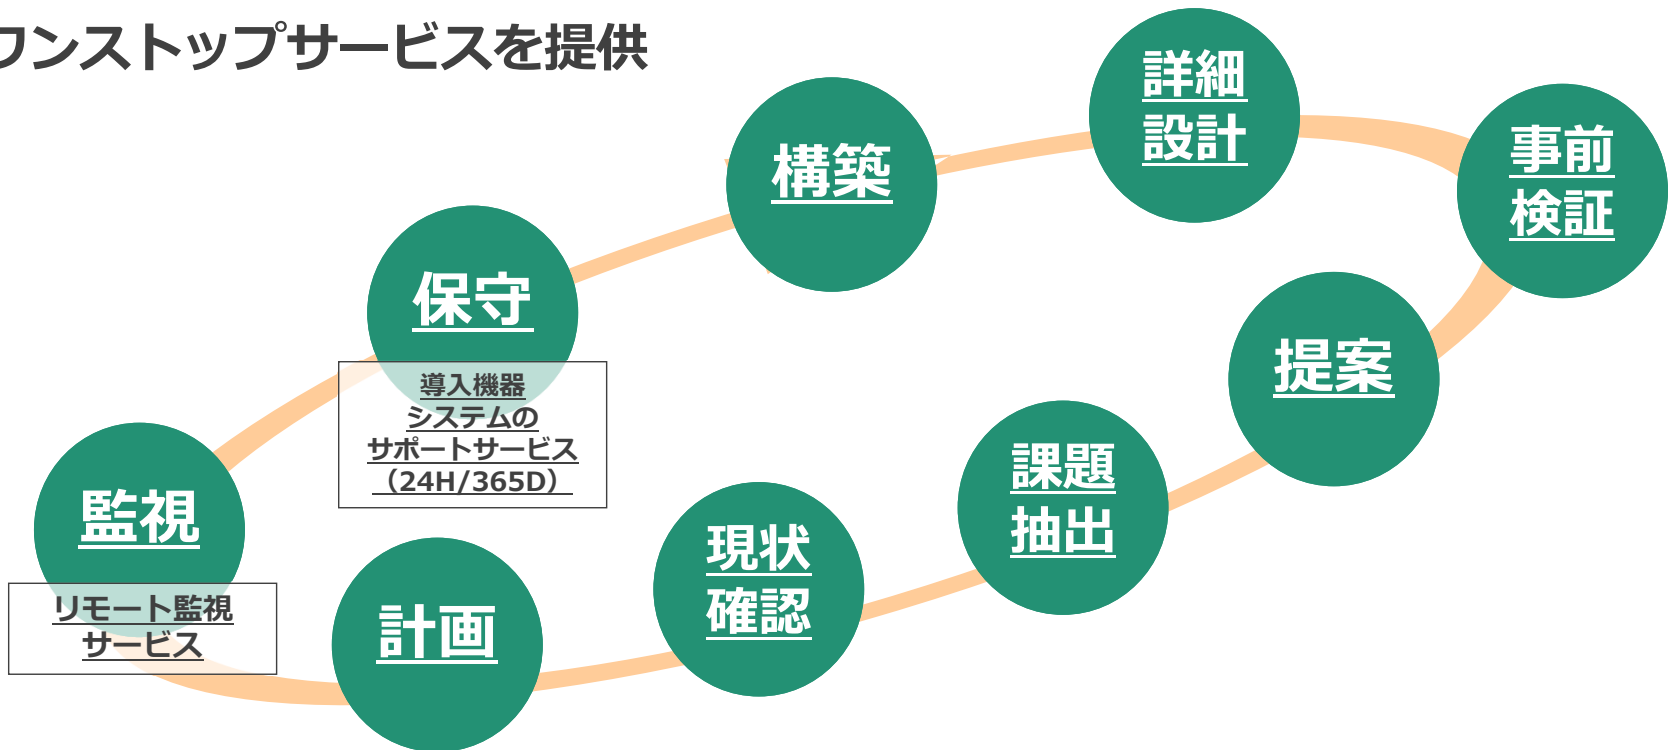 ワンストップサービスを提供
詳細
設計
事前
検証
構築
保守
導入機器
システムの
サポートサービス
（24H/365D）
提案
課題
抽出
監視
リモート監視
サービス
現状
確認
計画